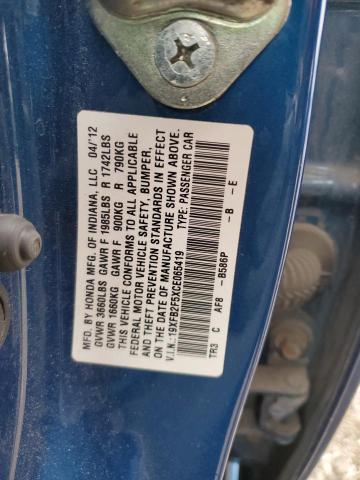 MFD. BY HONDA MFG. OF INDIANA, LLC 04/12
GVWR 3660LBS GAWR F 1985LBS R 1742LBS
GVWR 1660KG GAWR F 900KG R 790KG
THIS VEHICLE CONFORMS TO ALL APPLICABLE
FEDERAL MOTOR VEHICLE SAFETY, BUMPER,
AND THEFT PREVENTION STANDARDS IN EFFECT
ON THE DATE OF MANUFACTURE SHOWN ABOVE.
V.I.N.:19XFB2F5XCE065419 TYPE: PASSENGER CAR
TR3 C AF8 -B586P -B -E